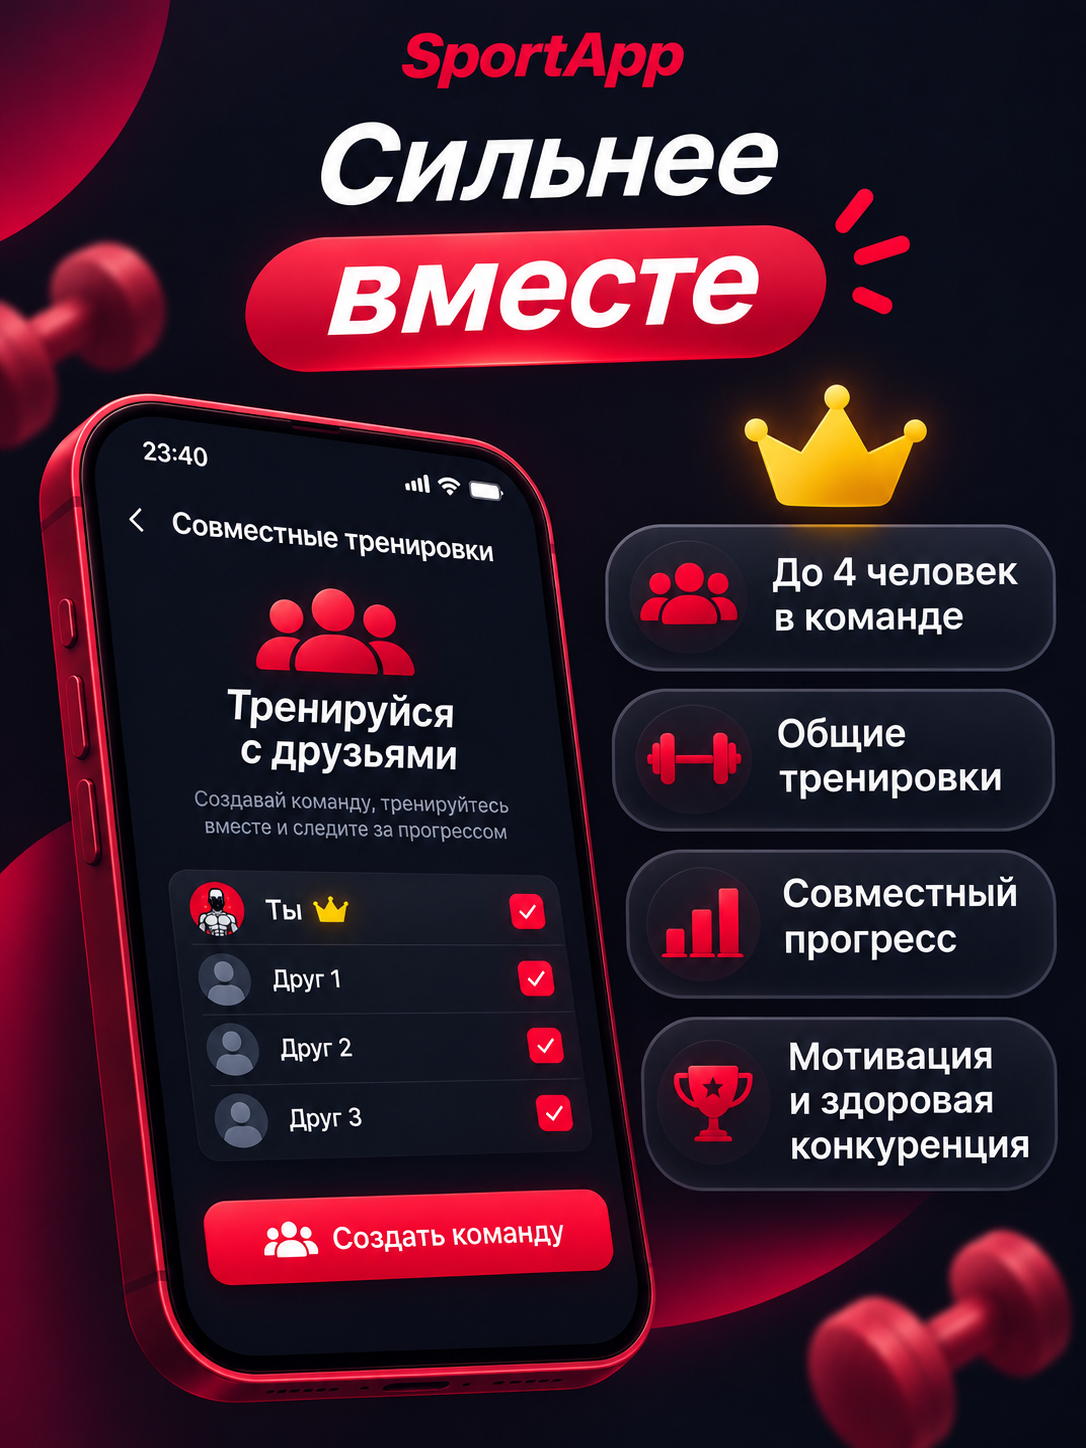 SportApp
Сильнее
вместе
23:40
Совместные тренировки
Тренируйся
с друзьями
Создавай команду, тренируйтесь
вместе и следите за прогрессом
Ты
Друг 1
Друг 2
Друг 3
Создать команду
До 4 человек
в команде
Общие
тренировки
Совместный
прогресс
Мотивация
и здоровая
конкуренция